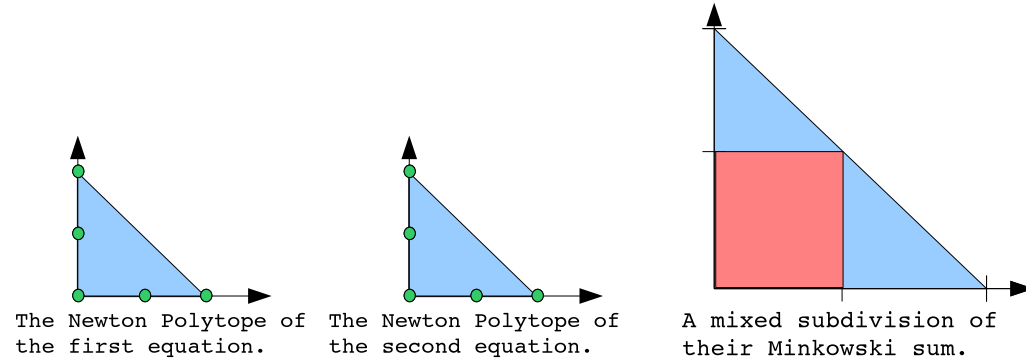 The Newton Polytope of
the first equation.
The Newton Polytope of
the second equation.
A mixed subdivision of
their Minkowski sum.